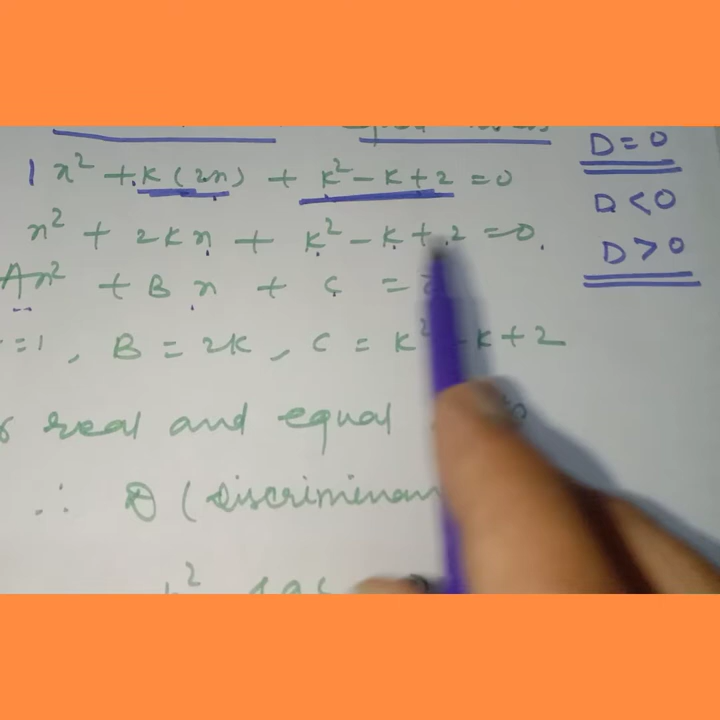 D = 0
1 x² + k(2x) + k² - k + 2 = 0
D < 0
x² + 2kx + k² - k + 2 = 0
D > 0
Ax² + Bx + C =
=1, B = 2k, C = k² - k + 2
real and equal
∴ D (Discriminan